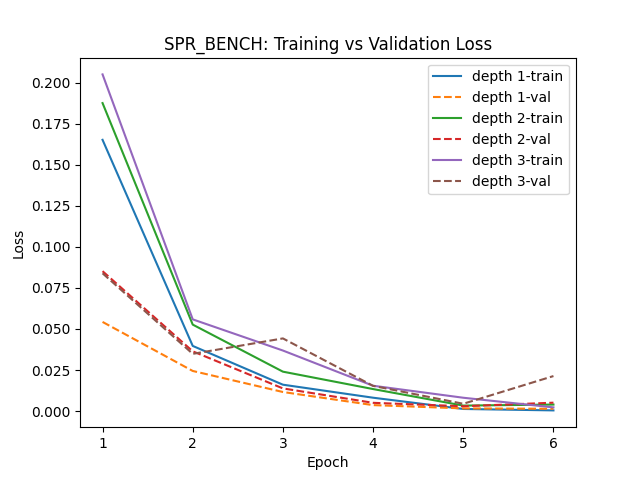 SPR_BENCH: Training vs Validation Loss
depth 1-train
depth 1-val
depth 2-train
depth 2-val
depth 3-train
depth 3-val
Loss
0.200
0.175
0.150
0.125
0.100
0.075
0.050
0.025
0.000
1 2 3 4 5 6
Epoch